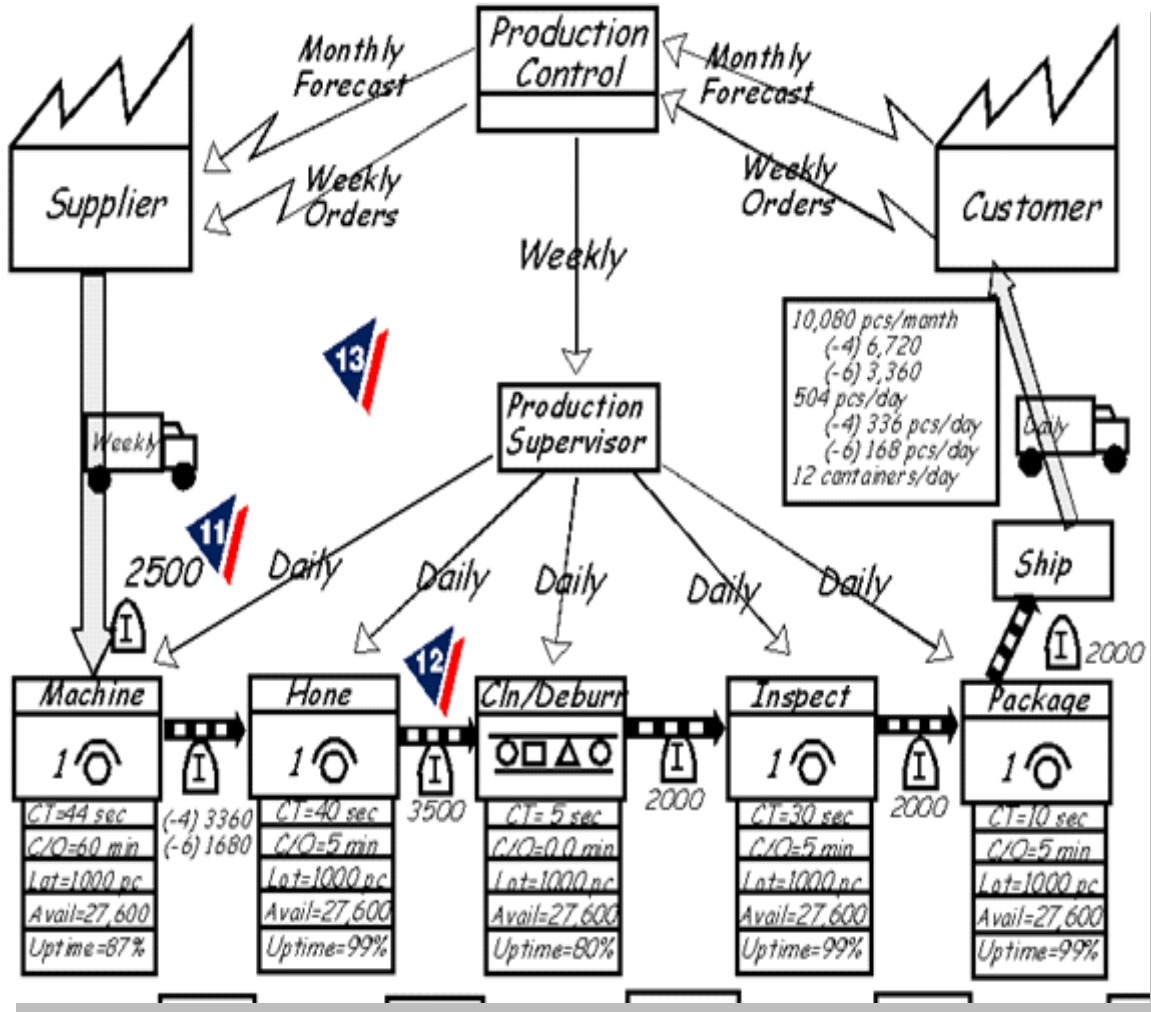 Production
Control
Monthly
Forecast
Monthly
Forecast
Supplier
Weekly
Orders
Weekly
Orders
Customer
Weekly
10,080 pcs/month
(-4) 6,720
(-6) 3,360
504 pcs/day
(-4) 336 pcs/day
(-6) 168 pcs/day
12 containers/day
13
Production
Supervisor
Weekly
Daily
11
2500
Daily
Daily
Daily
Daily
Daily
Ship
I
12
I
2000
Machine
Hone
Cln/Deburr
Inspect
Package
1
I
1
I
I
1
I
1
(-4) 3360
(-6) 1680
3500
2000
2000
CT=44 sec
C/O=60 min
Lot=1000 pc
Avail=27,600
Uptime=87%
CT=40 sec
C/O=5 min
Lot=1000 pc
Avail=27,600
Uptime=99%
CT= 5 sec
C/O=0.0 min
Lot=1000 pc
Avail=27,600
Uptime=80%
CT=30 sec
C/O=5 min
Lot=1000 pc
Avail=27,600
Uptime=99%
CT=10 sec
C/O=5 min
Lot=1000 pc
Avail=27,600
Uptime=99%